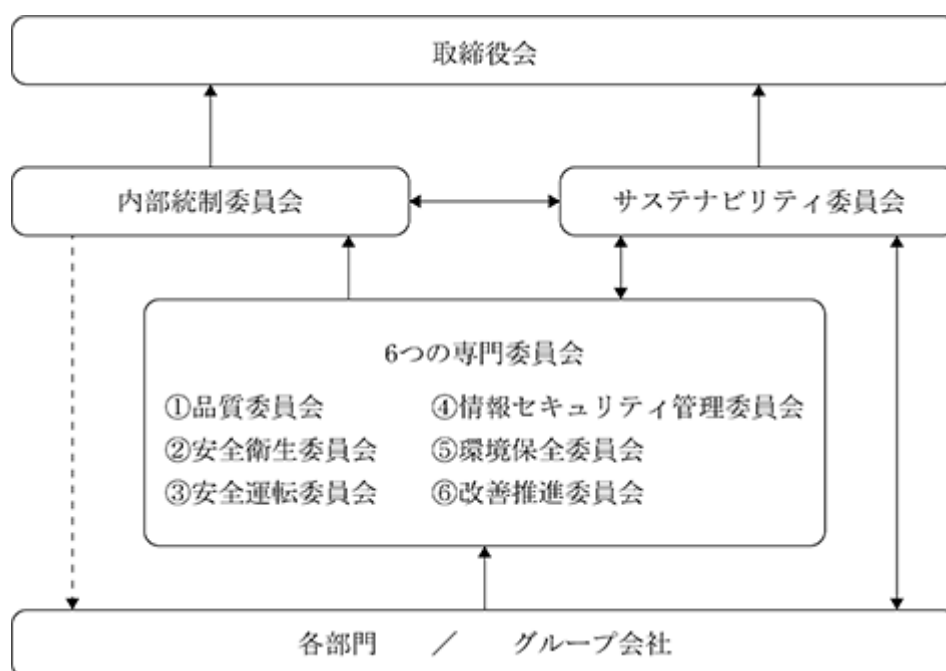 取締役会
内部統制委員会
サステナビリティ委員会
6つの専門委員会
①品質委員会
④情報セキュリティ管理委員会
②安全衛生委員会
⑤環境保全委員会
③安全運転委員会
⑥改善推進委員会
各部門 / グループ会社